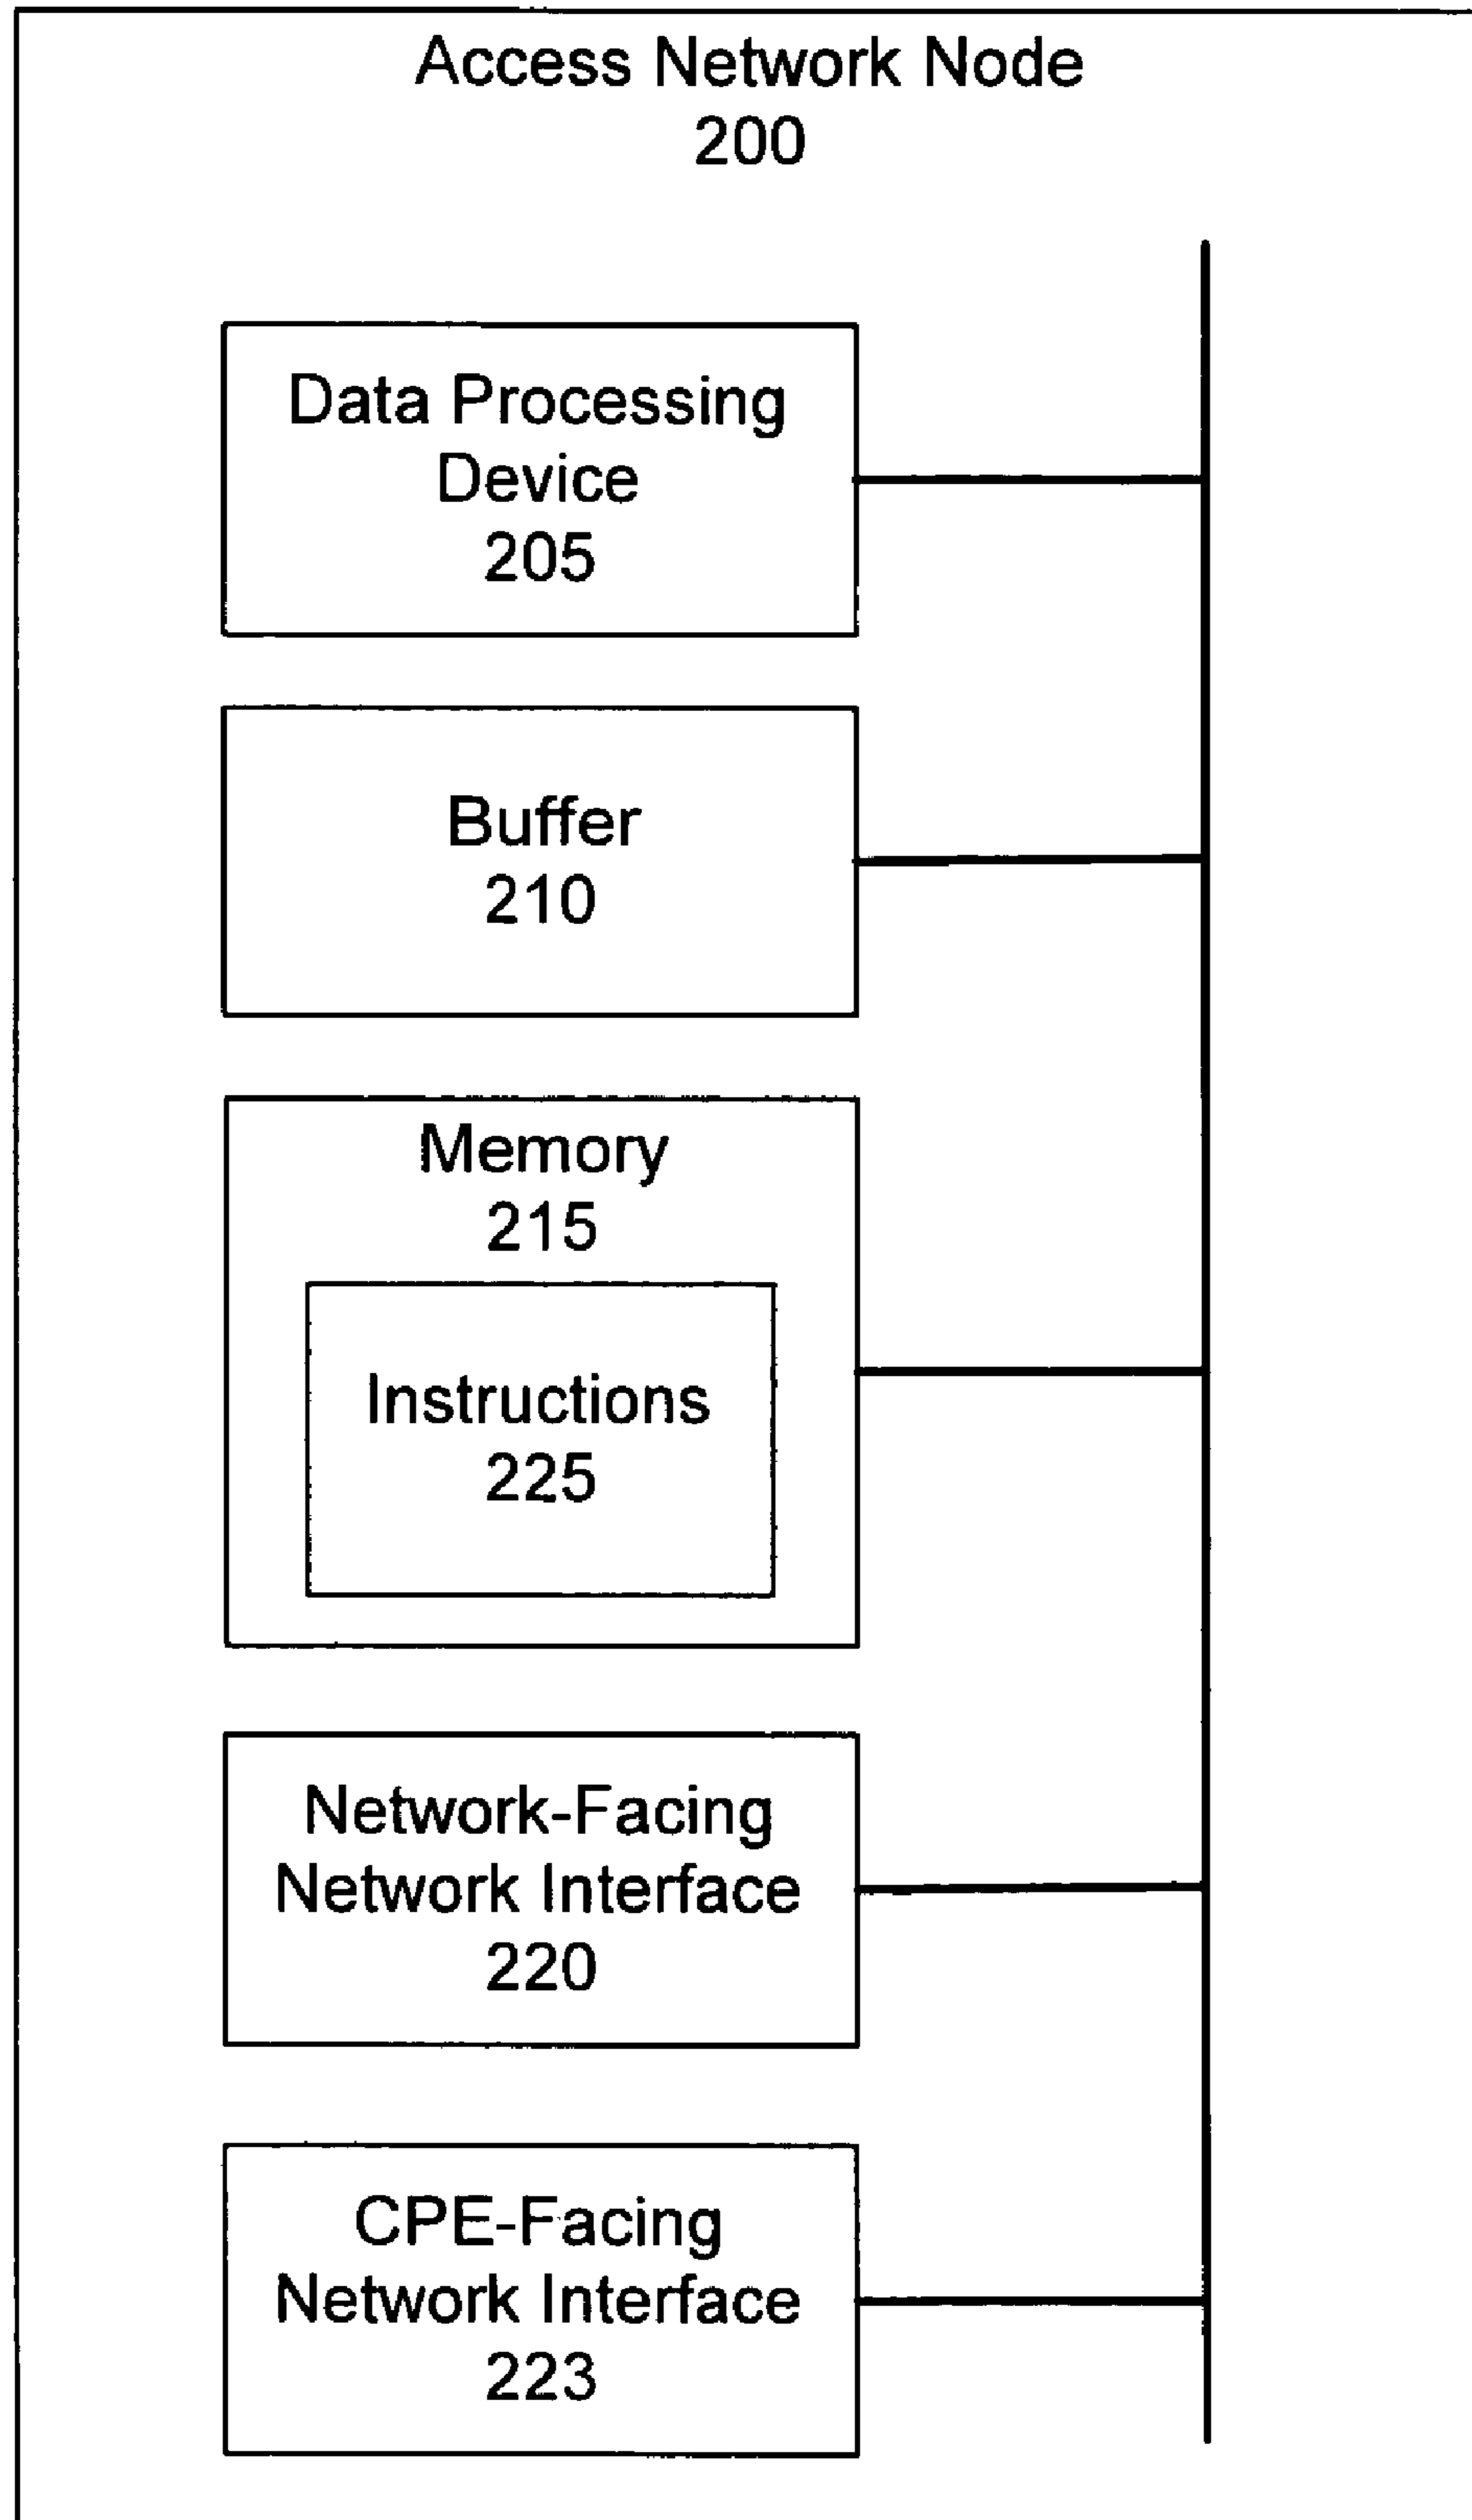 Access Network Node
200
Data Processing
Device
205
Buffer
210
Memory
215
Instructions
225
Network-Facing
Network Interface
220
CPE-Facing
Network Interface
223